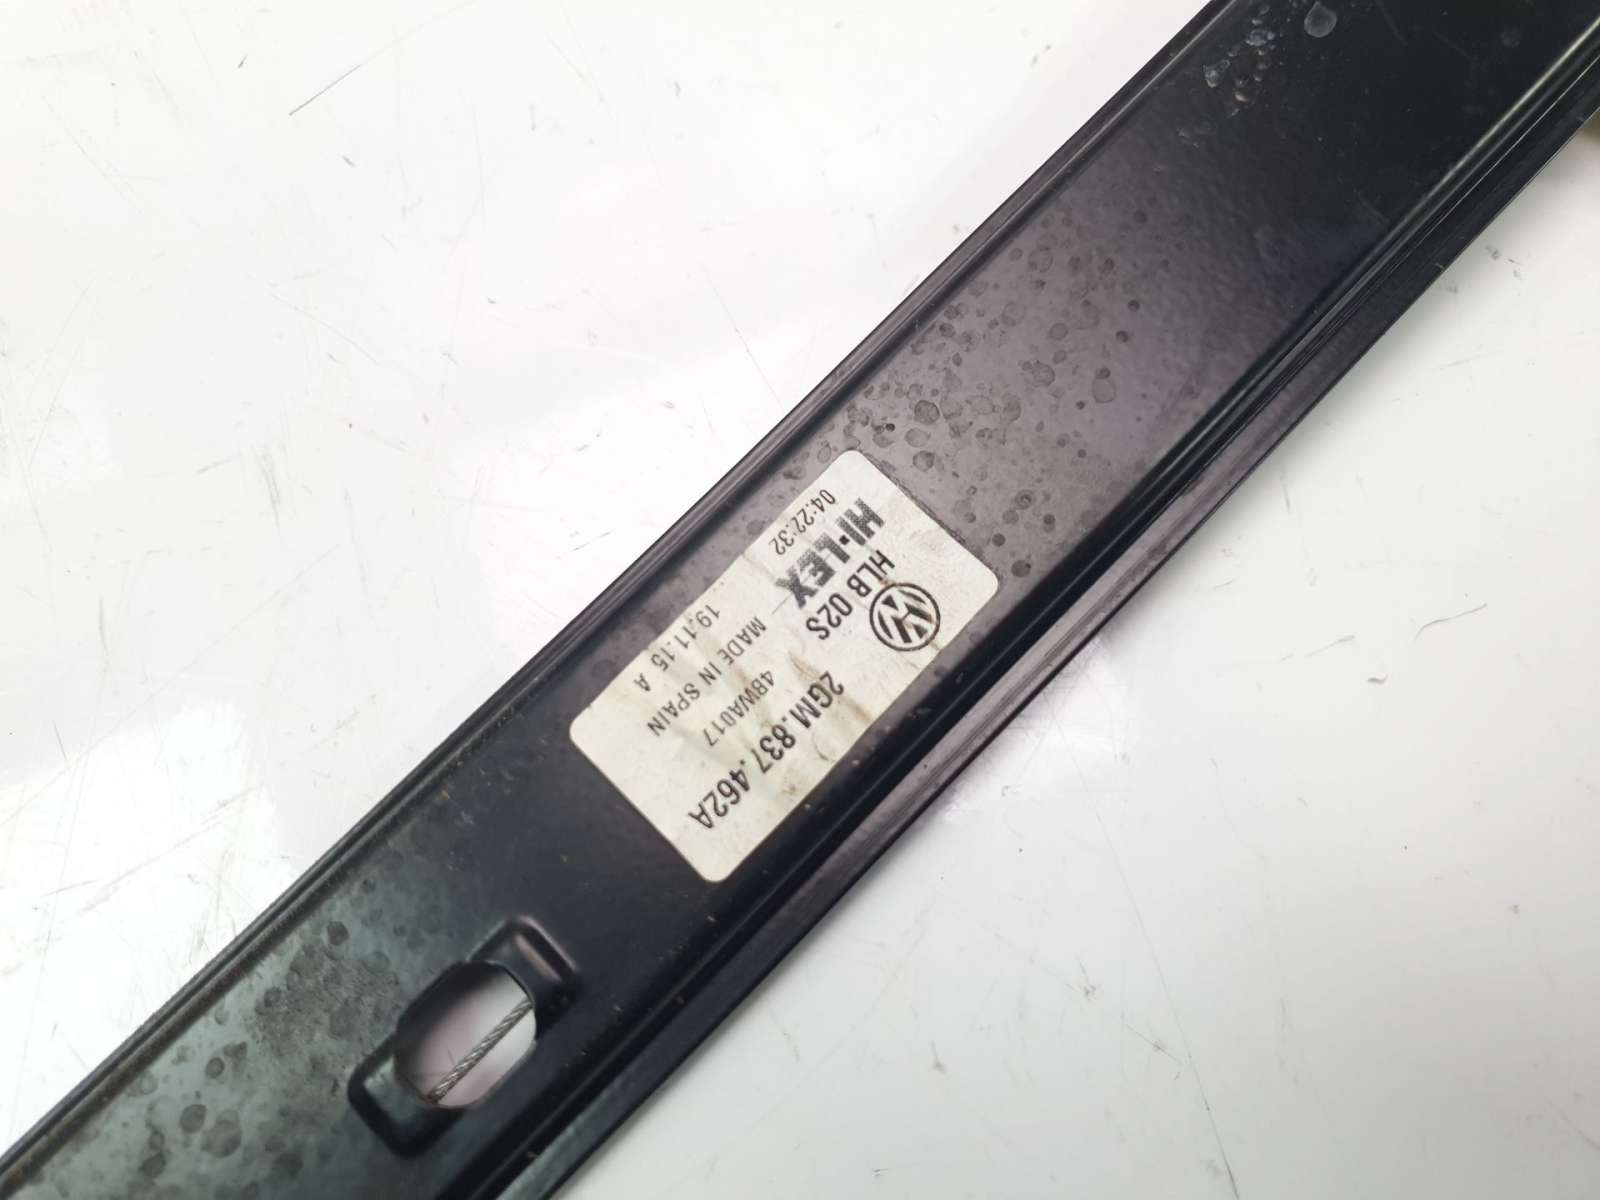 HLB 02S 2GM.837.462A
HI-LEX 48WA017
04:22:32 MADE IN SPAIN
19.11.15 A